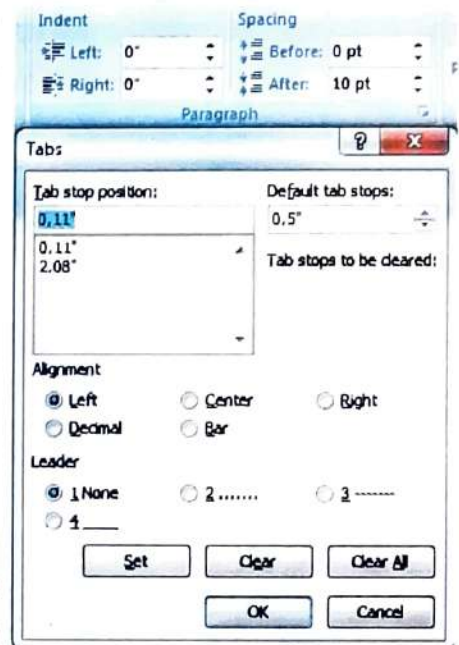 Indent Spacing
Left: 0" Before: 0 pt
Right: 0" After: 10 pt
Paragraph
Tabs ?
Tab stop position: Default tab stops:
0.11" 0.5"
0.11" Tab stops to be cleared:
2.08"
Alignment
Left Center Right
Decimal Bar
Leader
1 None 2 ....... 3 -------
4 ____
Set Clear Clear All
OK Cancel